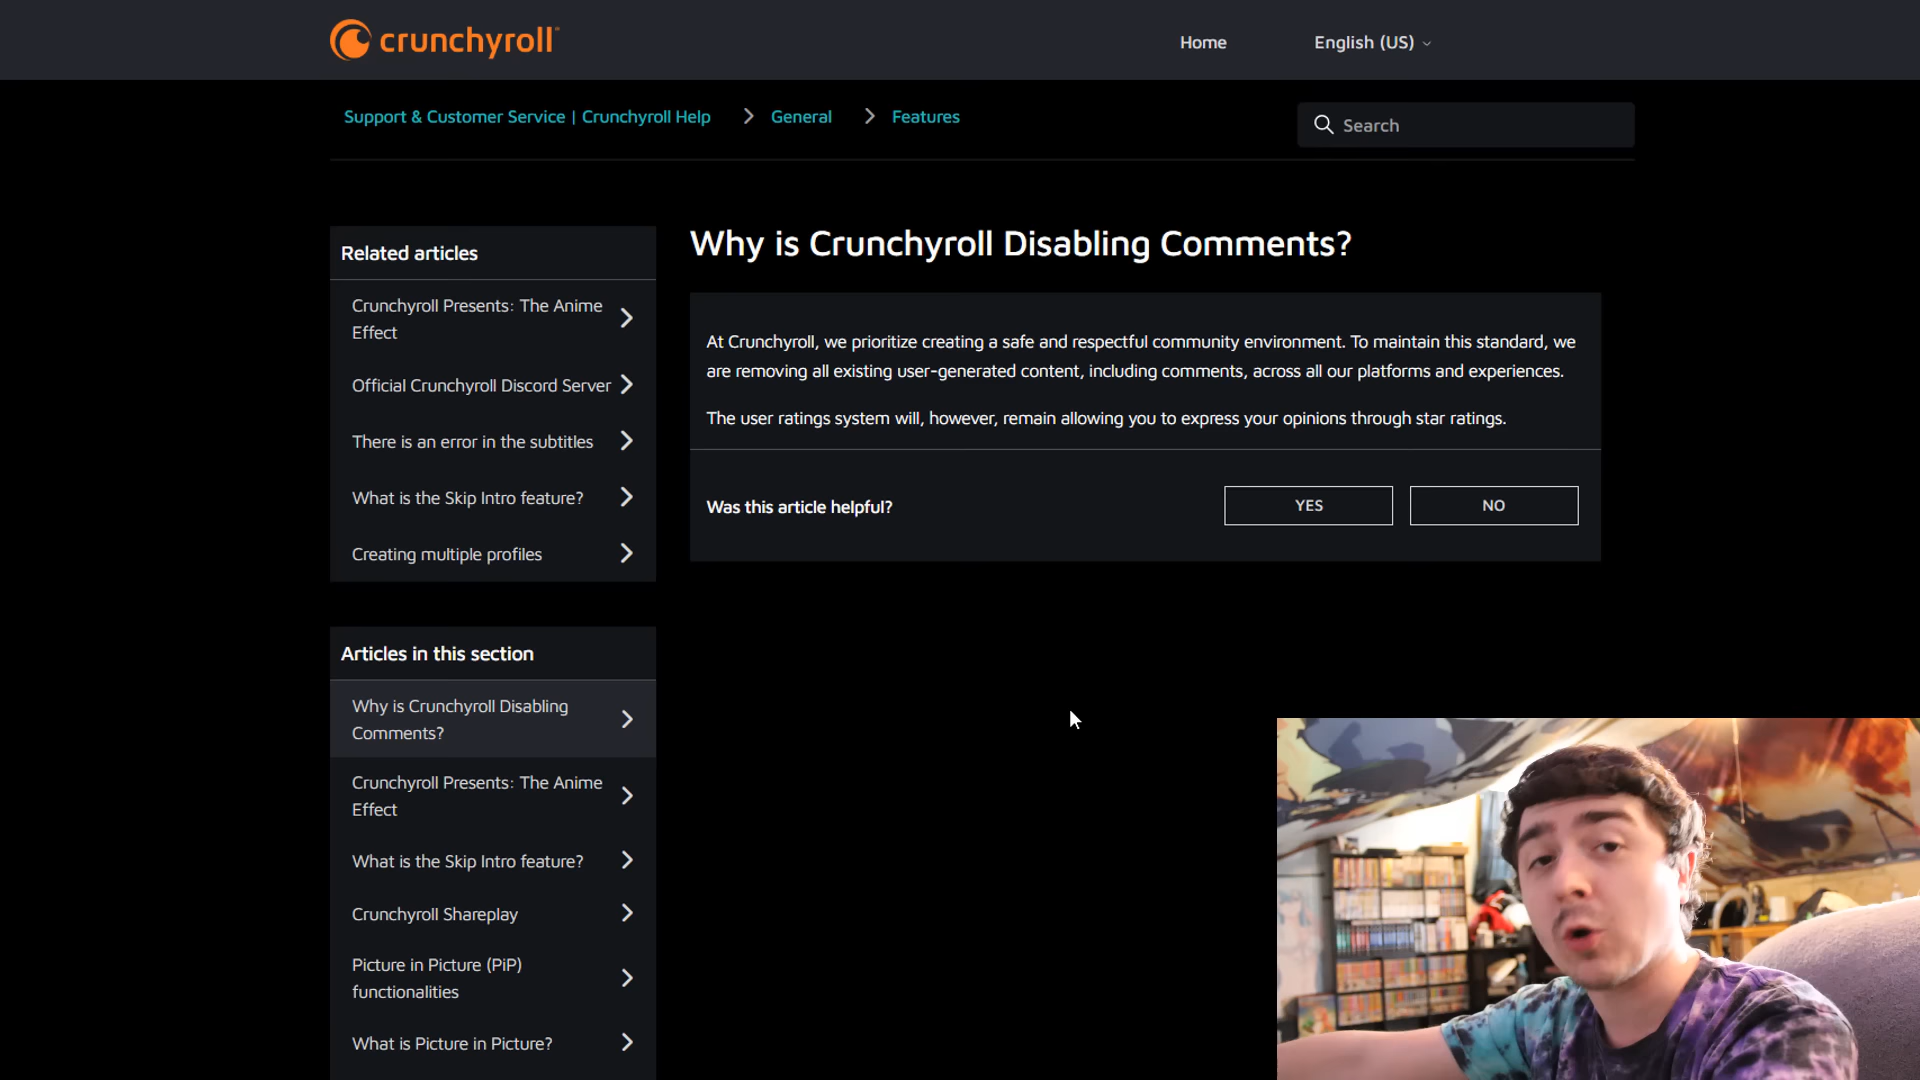 crunchyroll
Home
English (US)
Support & Customer Service | Crunchyroll Help
General
Features
Search
Related articles
Crunchyroll Presents: The Anime
Effect
Official Crunchyroll Discord Server
There is an error in the subtitles
What is the Skip Intro feature?
Creating multiple profiles
Articles in this section
Why is Crunchyroll Disabling
Comments?
Crunchyroll Presents: The Anime
Effect
What is the Skip Intro feature?
Crunchyroll Shareplay
Picture in Picture (PiP)
functionalities
What is Picture in Picture?
Why is Crunchyroll Disabling Comments?
At Crunchyroll, we prioritize creating a safe and respectful community environment. To maintain this standard, we
are removing all existing user-generated content, including comments, across all our platforms and experiences.
The user ratings system will, however, remain allowing you to express your opinions through star ratings.
Was this article helpful?
YES
NO